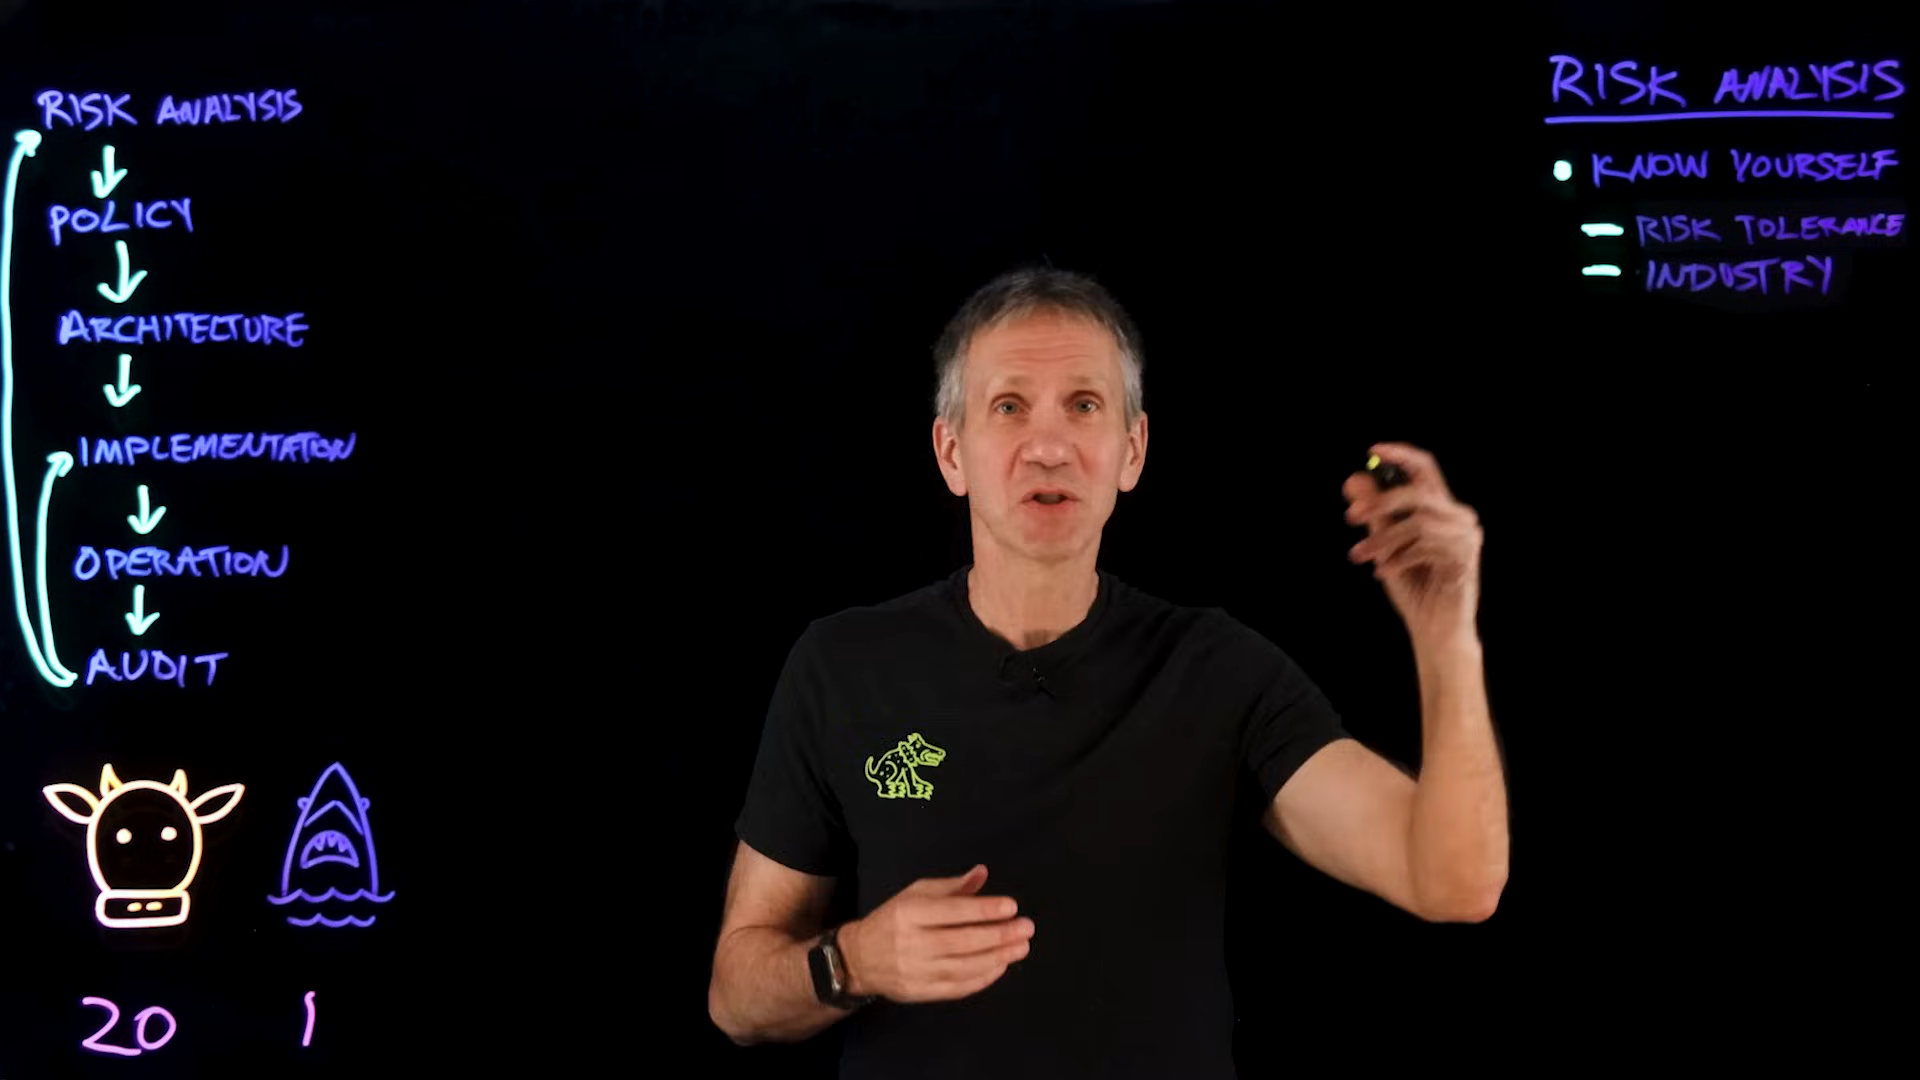 RISK ANALYSIS
POLICY
ARCHITECTURE
IMPLEMENTATION
OPERATION
AUDIT
20 1
RISK ANALYSIS
• KNOW YOURSELF
– RISK TOLERANCE
– INDUSTRY